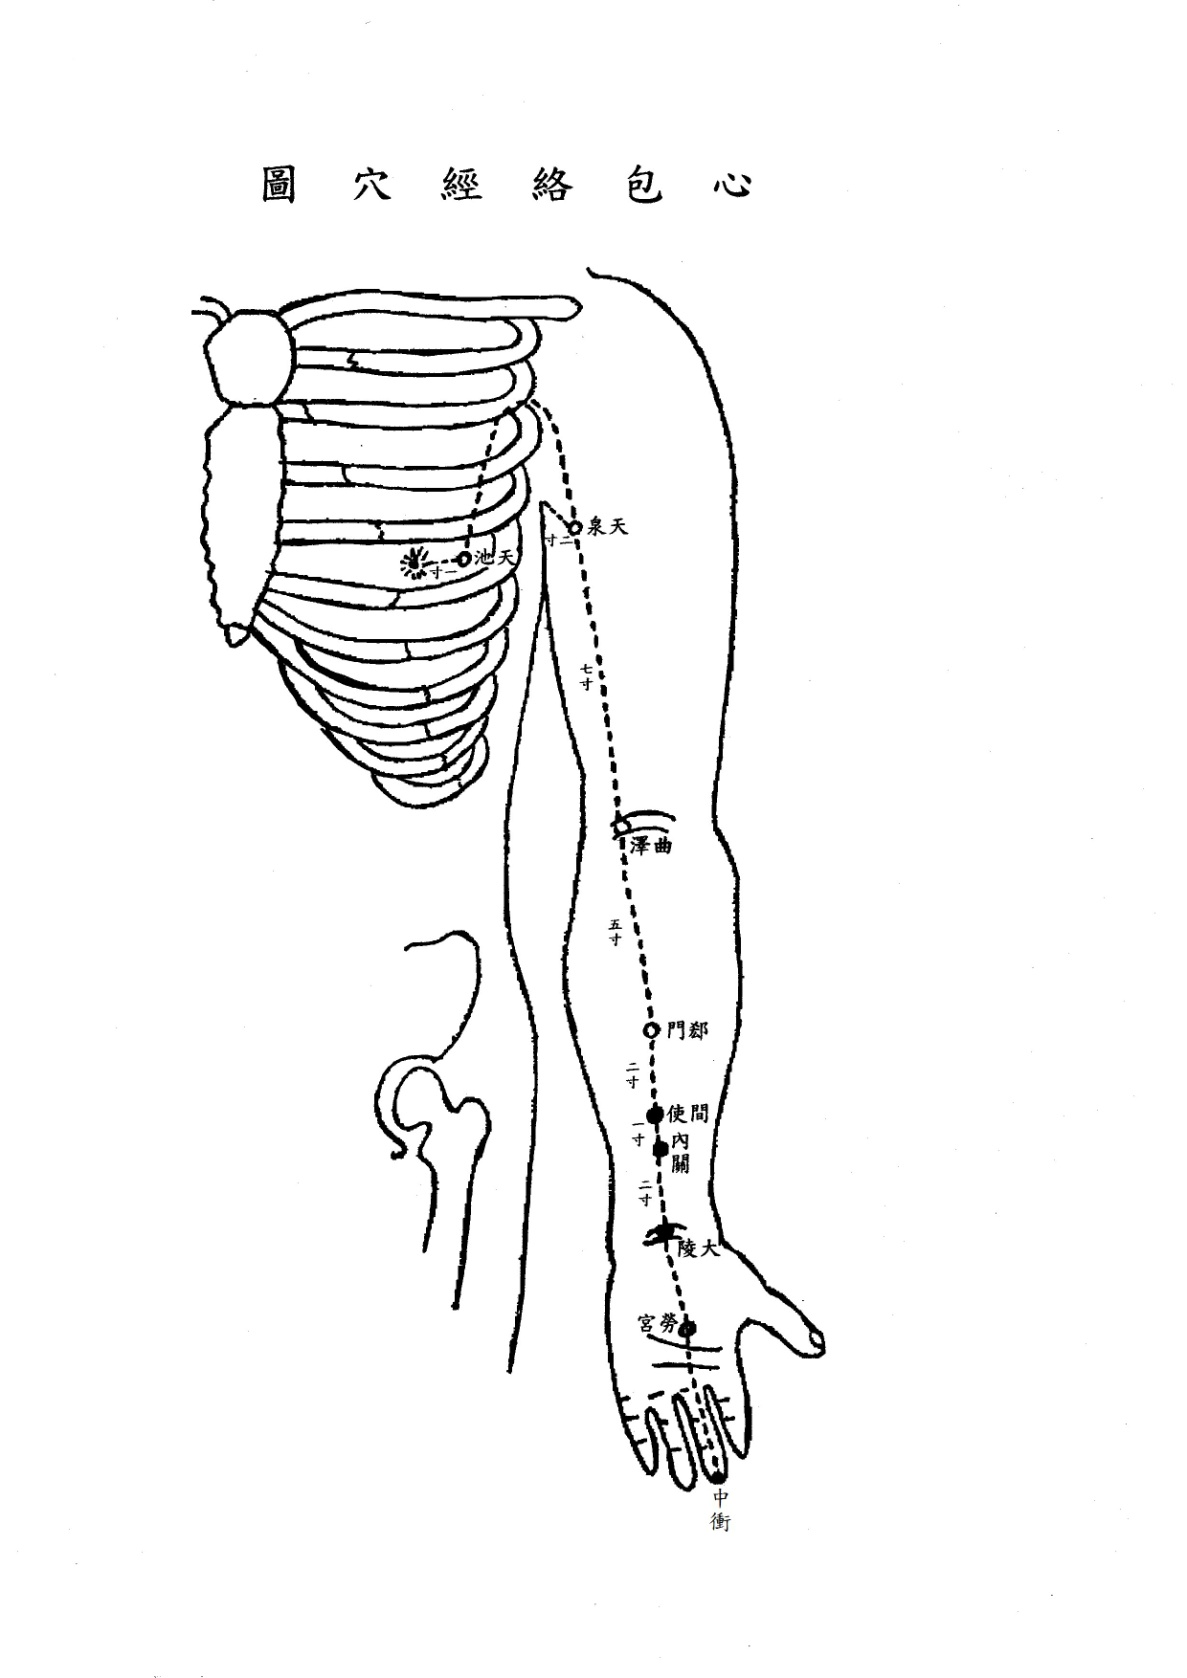 心包絡經穴圖
天泉
二寸
天池
一寸
七寸
曲澤
五寸
郄門
二寸
間使
一寸
內關
二寸
大陵
勞宮
中衝